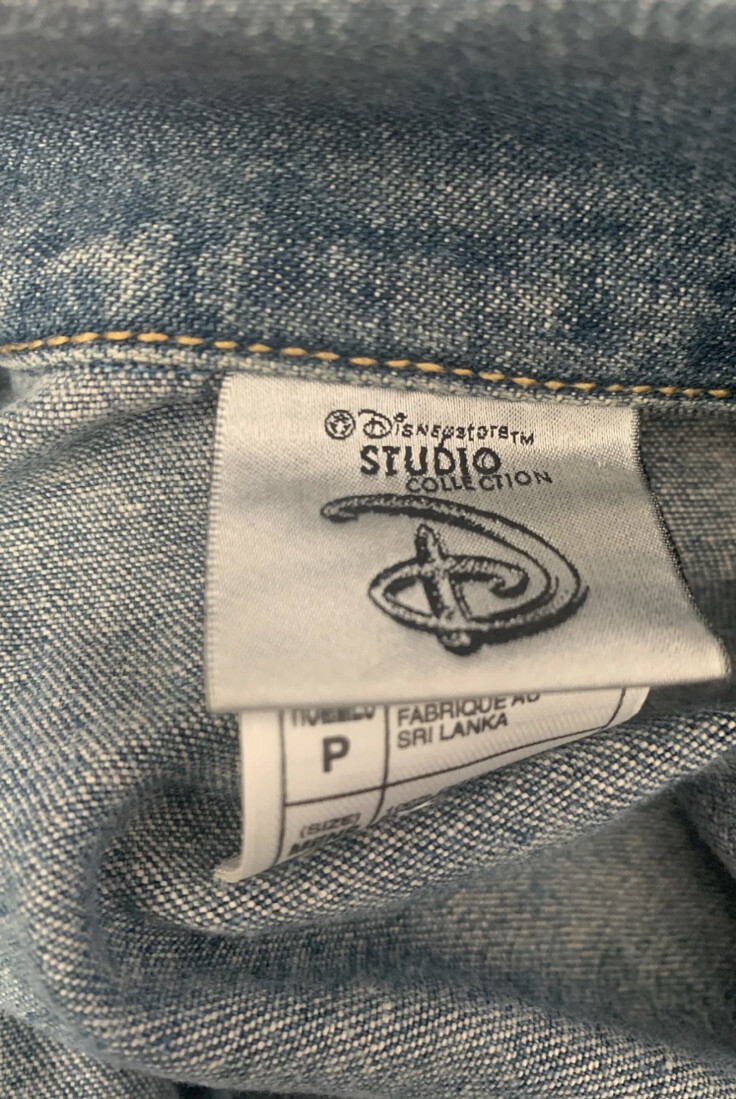 Disneystore™
STUDIO
COLLECTION
D
P
FABRIQUE AU
SRI LANKA
(SIZE)